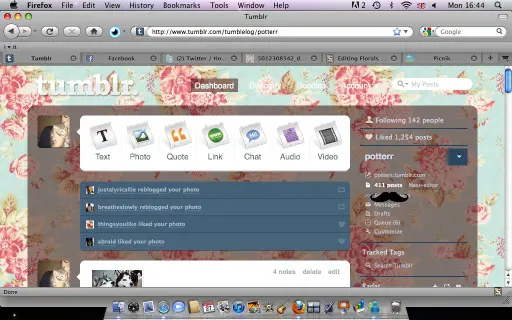 Firefox File Edit View History Bookmarks Tools Window Help 2 Mon 16:44
Tumblr
http://www.tumblr.com/tumblelog/potterr Google
Tumblr Facebook (2) Twitter / Ho... 5012308542_d... Editing Florals Picnik
tumblr. Dashboard Directory Goodies Account My Posts
Text Photo Quote Link Chat Audio Video
justalyricallie reblogged your photo
breatheslowly reblogged your photo
thingsyoulike liked your photo
abraid liked your photo
4 notes delete edit
Following 142 people
Liked 1,254 posts
potterr
potterr.tumblr.com
411 posts Mass-editor
Messages
Drafts
Queue (6)
Customize
Tracked Tags
Search Tumblr
Radar
Done